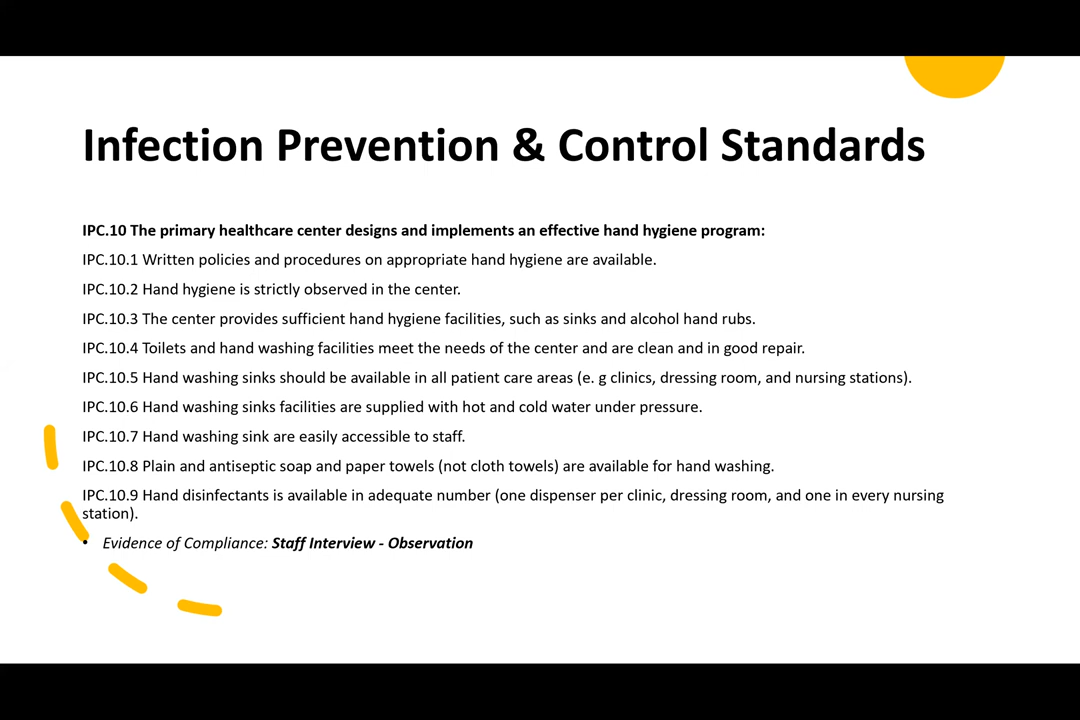 Infection Prevention & Control Standards
IPC.10 The primary healthcare center designs and implements an effective hand hygiene program:
IPC.10.1 Written policies and procedures on appropriate hand hygiene are available.
IPC.10.2 Hand hygiene is strictly observed in the center.
IPC.10.3 The center provides sufficient hand hygiene facilities, such as sinks and alcohol hand rubs.
IPC.10.4 Toilets and hand washing facilities meet the needs of the center and are clean and in good repair.
IPC.10.5 Hand washing sinks should be available in all patient care areas (e. g clinics, dressing room, and nursing stations).
IPC.10.6 Hand washing sinks facilities are supplied with hot and cold water under pressure.
IPC.10.7 Hand washing sink are easily accessible to staff.
IPC.10.8 Plain and antiseptic soap and paper towels (not cloth towels) are available for hand washing.
IPC.10.9 Hand disinfectants is available in adequate number (one dispenser per clinic, dressing room, and one in every nursing
station).
• Evidence of Compliance: Staff Interview - Observation